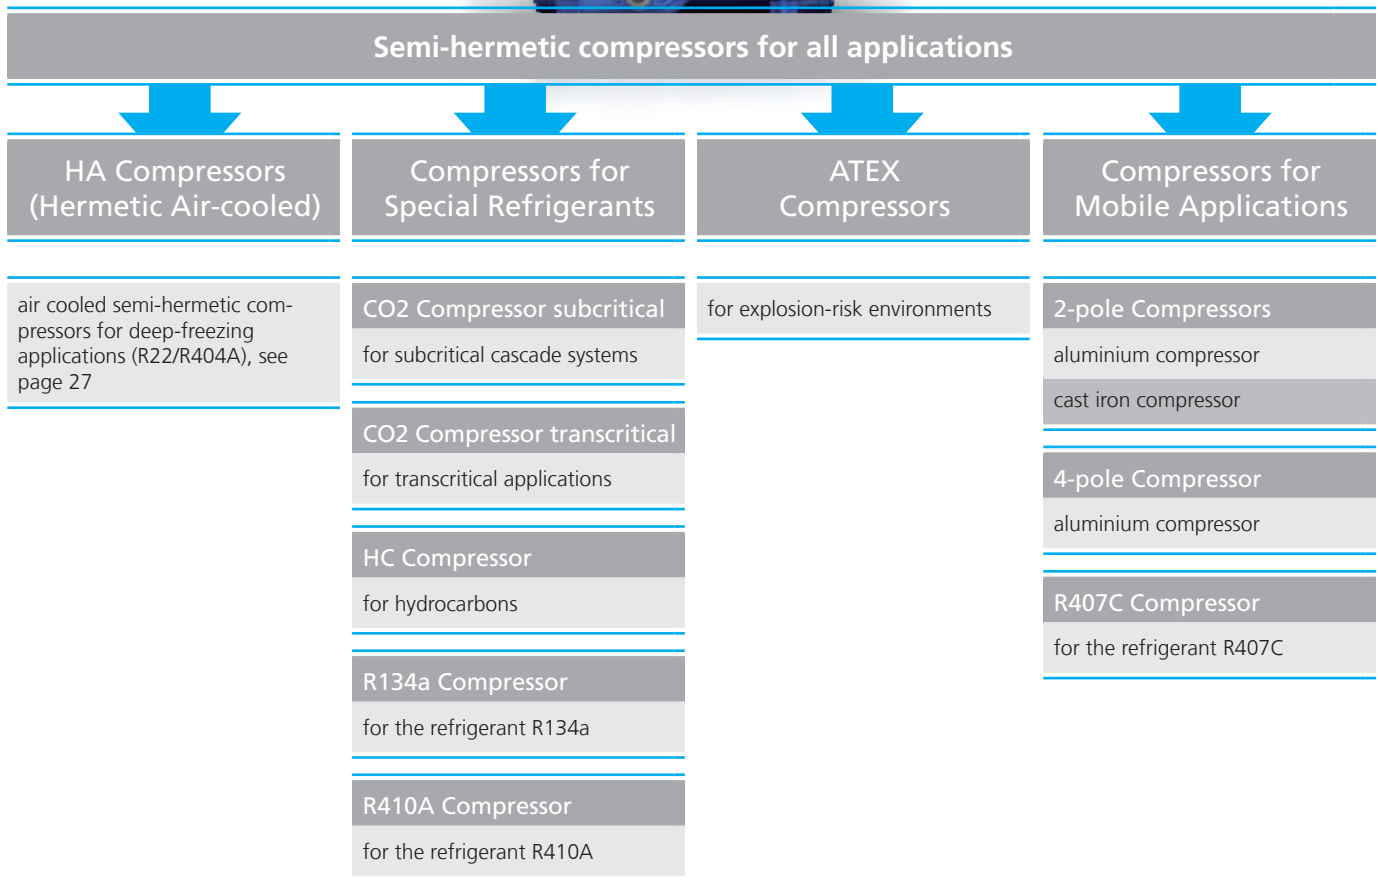 Semi-hermetic compressors for all applications
HA Compressors
(Hermetic Air-cooled)
air cooled semi-hermetic com-
pressors for deep-freezing
applications (R22/R404A), see
page 27
Compressors for
Special Refrigerants
CO2 Compressor subcritical
for subcritical cascade systems
CO2 Compressor transcritical
for transcritical applications
HC Compressor
for hydrocarbons
R134a Compressor
for the refrigerant R134a
R410A Compressor
for the refrigerant R410A
ATEX
Compressors
for explosion-risk environments
Compressors for
Mobile Applications
2-pole Compressors
aluminium compressor
cast iron compressor
4-pole Compressor
aluminium compressor
R407C Compressor
for the refrigerant R407C